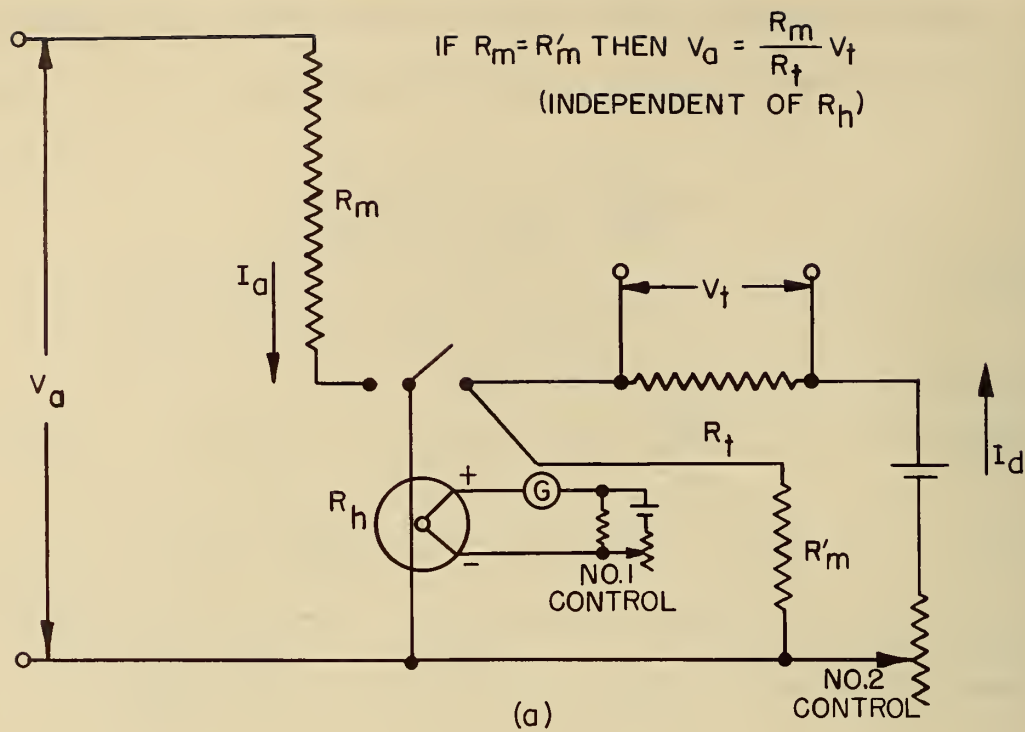 IF Rm=R'm THEN Va = Rm/Rt Vt
(INDEPENDENT OF Rh)
Rm
Ia
Vt
Va
Rt
Id
+
Rh
G
R'm
-
NO.1
CONTROL
NO.2
CONTROL
(a)